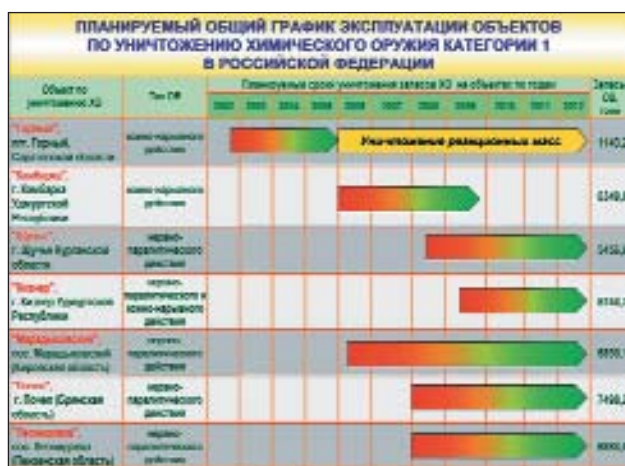 ПЛАНИРУЕМЫЙ ОБЩИЙ ГРАФИК ЭКСПЛУАТАЦИИ ОБЪЕКТОВ
ПО УНИЧТОЖЕНИЮ ХИМИЧЕСКОГО ОРУЖИЯ КАТЕГОРИИ 1
В РОССИЙСКОЙ ФЕДЕРАЦИИ
Объект по
уничтожению ХО
Тип ОВ
Планируемые сроки уничтожения запасов ХО на объектах по годам
Запасы
ОВ,
2002 2003 2004 2005 2006 2007 2008 2009 2010 2011 2012
"Горный",
пгт. Горный,
Саратовской области
кожно-нарывного
действия
Уничтожение реакционных масс
"Камбарка"
г. Камбарка
Удмуртской
Республики
кожно-нарывного
действия
г. Щучье Курганской
области
нервно-
паралитического
действия
г. Кизнер Удмуртской
Республики
нервно-
паралитического и
кожно-нарывного
действия
"Марадыковский",
пос. Марадыковский
(Кировская область)
нервно-
паралитического
действия
"Почеп",
г. Почеп (Брянская
область)
нервно-
паралитического
действия
7498,
"Леонидовка",
пос. Леонидовка
(Пензенская область)
нервно-
паралитического
действия